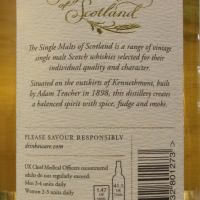 of
Scotland
The Single Malts of Scotland is a range of vintage
single malt Scotch whiskies selected for their
individual quality and character.
Situated on the outskirts of Kennethmont, built
by Adam Teacher in 1898, this distillery creates
a balanced spirit with spice, fudge and smoke.
PLEASE SAVOUR RESPONSIBLY
drinkaware.com
UK Chief Medical Officers recommend
adults do not regularly exceed:
Men 3-4 units daily
Women 2-3 units daily